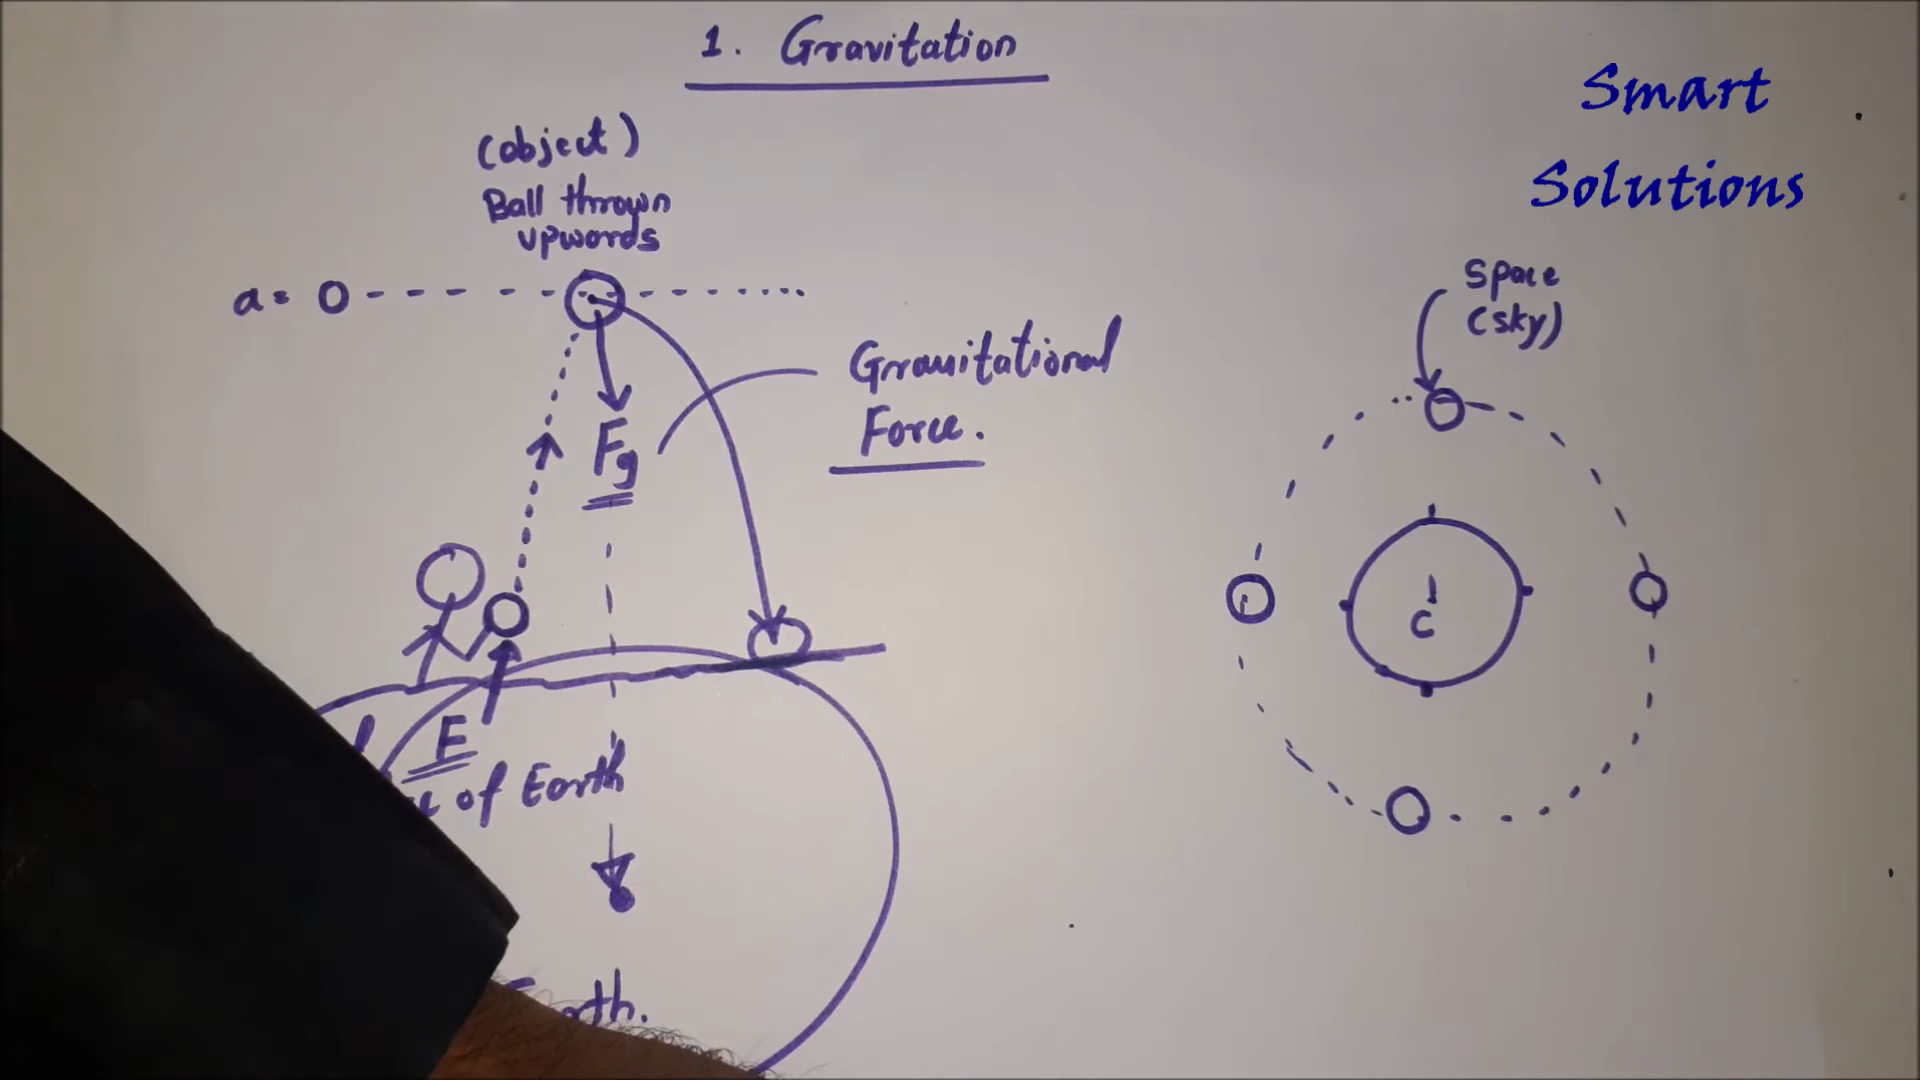 1. Gravitation
Smart
Solutions
(object)
Ball thrown
upwords
a = 0
Fg
Gravitational
Force.
F
of Earth
Space
(sky)
C